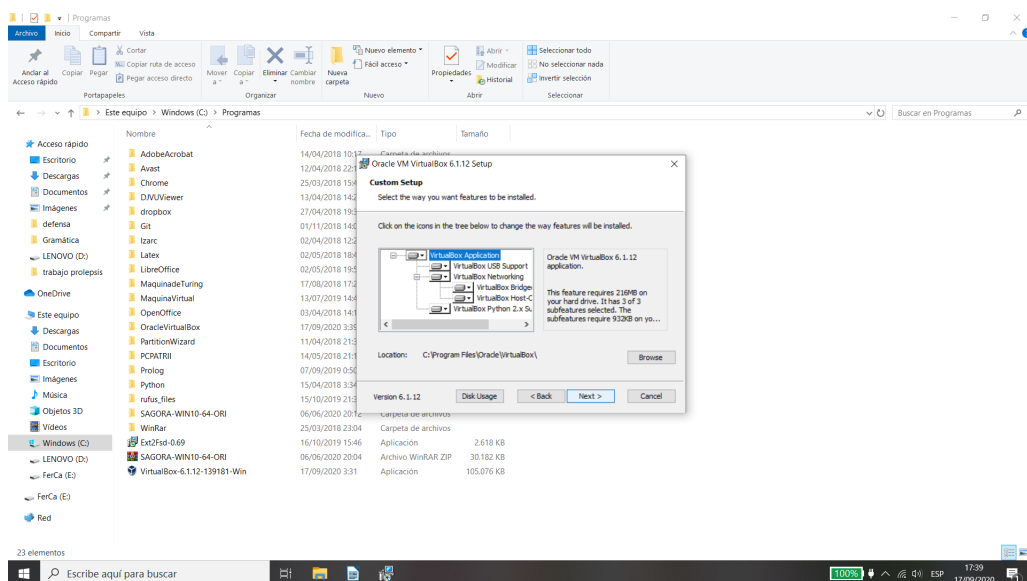 Programas
Archivo Inicio Compartir Vista
Anclar al Acceso rápido
Copiar
Pegar
Cortar
Copiar ruta de acceso
Pegar acceso directo
Portapapeles
Mover a
Copiar a
Eliminar
Cambiar nombre
Organizar
Nueva carpeta
Nuevo elemento
Fácil acceso
Nuevo
Propiedades
Abrir
Modificar
Historial
Abrir
Seleccionar todo
No seleccionar nada
Invertir selección
Seleccionar
Este equipo > Windows (C:) > Programas
Buscar en Programas
Acceso rápido
Escritorio
Descargas
Documentos
Imágenes
defensa
Gramática
LENOVO (D:)
trabajo prolepsis
OneDrive
Este equipo
Descargas
Documentos
Escritorio
Imágenes
Música
Objetos 3D
Vídeos
Windows (C:)
LENOVO (D:)
FerCa (E:)
FerCa (E:)
Red
Nombre Fecha de modifica... Tipo Tamaño
AdobeAcrobat 14/04/2018 10:17 Carpeta de archivos
Avast 12/04/2018 22:1
Chrome 25/03/2018 15:4
DJVUViewer 13/04/2018 14:2
dropbox 27/04/2018 19:3
Git 01/11/2018 14:0
Izarc 02/04/2018 12:2
Latex 02/05/2018 18:4
LibreOffice 02/05/2018 19:5
MaquinadeTuring 17/08/2018 17:2
MaquinaVirtual 13/07/2019 14:4
OpenOffice 03/04/2018 14:1
OracleVirtualBox 17/09/2020 3:39
PartitionWizard 11/04/2018 21:3
PCPATRII 14/05/2018 21:1
Prolog 07/09/2019 0:50
Python 15/04/2018 3:34
rufus_files 15/10/2019 21:3
SAGORA-WIN10-64-ORI 06/06/2020 20:12 Carpeta de archivos
WinRar 25/03/2018 23:04 Carpeta de archivos
Ext2Fsd-0.69 16/10/2019 15:46 Aplicación 2.618 KB
SAGORA-WIN10-64-ORI 06/06/2020 20:04 Archivo WinRAR ZIP 30.182 KB
VirtualBox-6.1.12-139181-Win 17/09/2020 3:31 Aplicación 105.076 KB
Oracle VM VirtualBox 6.1.12 Setup
Custom Setup
Select the way you want features to be installed.
Click on the icons in the tree below to change the way features will be installed.
VirtualBox Application
VirtualBox USB Support
VirtualBox Networking
VirtualBox Bridge
VirtualBox Host-C
VirtualBox Python 2.x Su
Oracle VM VirtualBox 6.1.12
application.
This feature requires 216MB on
your hard drive. It has 3 of 3
subfeatures selected. The
subfeatures require 932KB on yo...
Location: C:\Program Files\Oracle\VirtualBox\
Browse
Version 6.1.12 Disk Usage < Back Next > Cancel
23 elementos
Escribe aquí para buscar
100%
ESP
17:39
17/09/2020